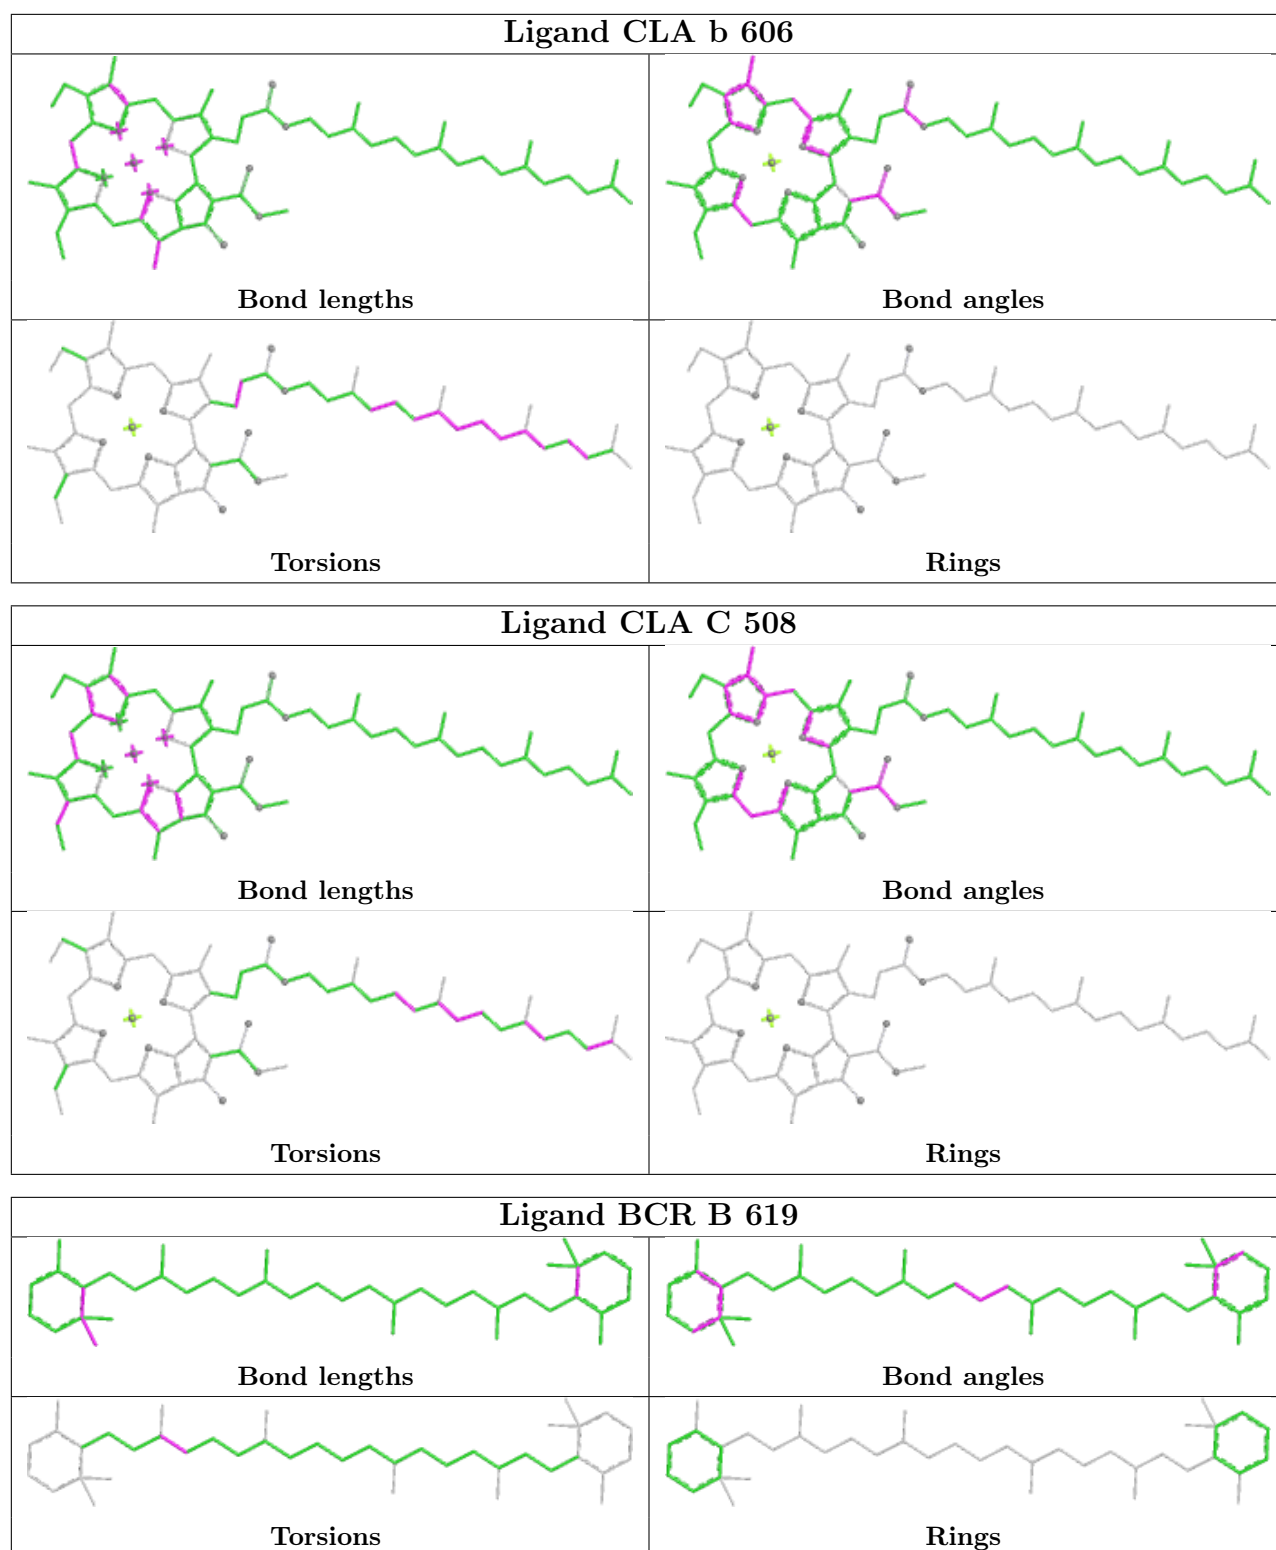 Ligand CLA b 606
Bond lengths
Bond angles
Torsions
Rings
Ligand CLA C 508
Bond lengths
Bond angles
Torsions
Rings
Ligand BCR B 619
Bond lengths
Bond angles
Torsions
Rings